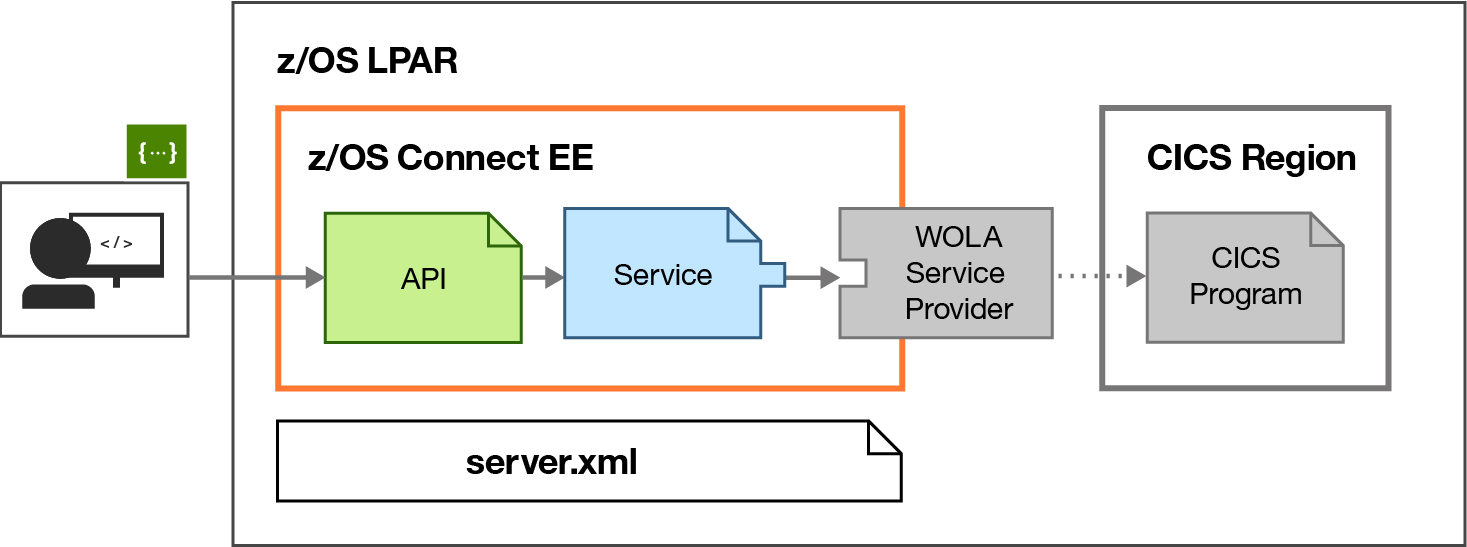 z/OS LPAR
{...}
z/OS Connect EE
CICS Region
</>
API
Service
WOLA
Service
Provider
CICS
Program
server.xml